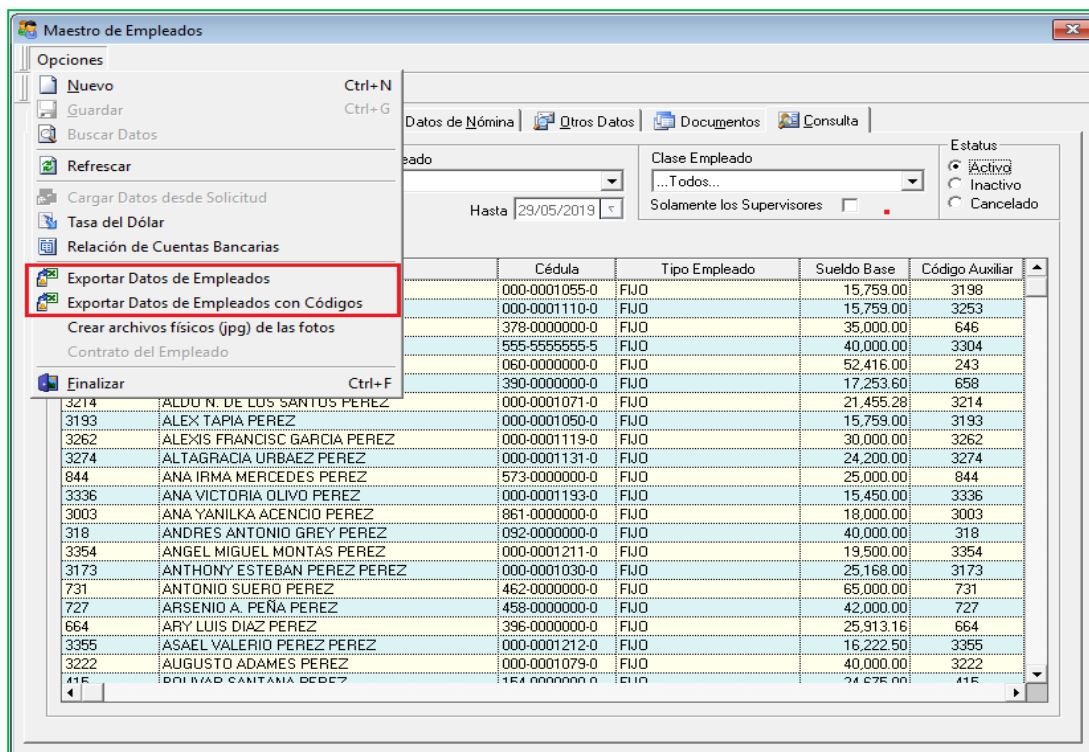 Maestro de Empleados
Opciones
Nuevo Ctrl+N
Guardar Ctrl+G
Buscar Datos
Refrescar
Cargar Datos desde Solicitud
Tasa del Dólar
Relación de Cuentas Bancarias
Exportar Datos de Empleados
Exportar Datos de Empleados con Códigos
Crear archivos físicos (jpg) de las fotos
Contrato del Empleado
Finalizar Ctrl+F
Datos de Nómina Otros Datos Documentos Consulta
eado Clase Empleado Estatus
...Todos... Activo
Inactivo
Hasta 29/05/2019 Solamente los Supervisores Cancelado
Cédula Tipo Empleado Sueldo Base Código Auxiliar
000-0001055-0 FIJO 15,759.00 3198
000-0001110-0 FIJO 15,759.00 3253
378-0000000-0 FIJO 35,000.00 646
555-5555555-5 FIJO 40,000.00 3304
060-0000000-0 FIJO 52,416.00 243
390-0000000-0 FIJO 17,253.60 658
3214 ALDO N. DE LOS SANTOS PEREZ 000-0001071-0 FIJO 21,455.28 3214
3193 ALEX TAPIA PEREZ 000-0001050-0 FIJO 15,759.00 3193
3262 ALEXIS FRANCISC GARCIA PEREZ 000-0001119-0 FIJO 30,000.00 3262
3274 ALTAGRACIA URBAEZ PEREZ 000-0001131-0 FIJO 24,200.00 3274
844 ANA IRMA MERCEDES PEREZ 573-0000000-0 FIJO 25,000.00 844
3336 ANA VICTORIA OLIVO PEREZ 000-0001193-0 FIJO 15,450.00 3336
3003 ANA YANILKA ACENCIO PEREZ 861-0000000-0 FIJO 18,000.00 3003
318 ANDRES ANTONIO GREY PEREZ 092-0000000-0 FIJO 40,000.00 318
3354 ANGEL MIGUEL MONTAS PEREZ 000-0001211-0 FIJO 19,500.00 3354
3173 ANTHONY ESTEBAN PEREZ PEREZ 000-0001030-0 FIJO 25,168.00 3173
731 ANTONIO SUERO PEREZ 462-0000000-0 FIJO 65,000.00 731
727 ARSENIO A. PEÑA PEREZ 458-0000000-0 FIJO 42,000.00 727
664 ARY LUIS DIAZ PEREZ 396-0000000-0 FIJO 25,913.16 664
3355 ASAEL VALERIO PEREZ PEREZ 000-0001212-0 FIJO 16,222.50 3355
3222 AUGUSTO ADAMES PEREZ 000-0001079-0 FIJO 40,000.00 3222
415 BOLIVAR SANTANA PEREZ 154-0000000-0 FIJO 24,675.00 415